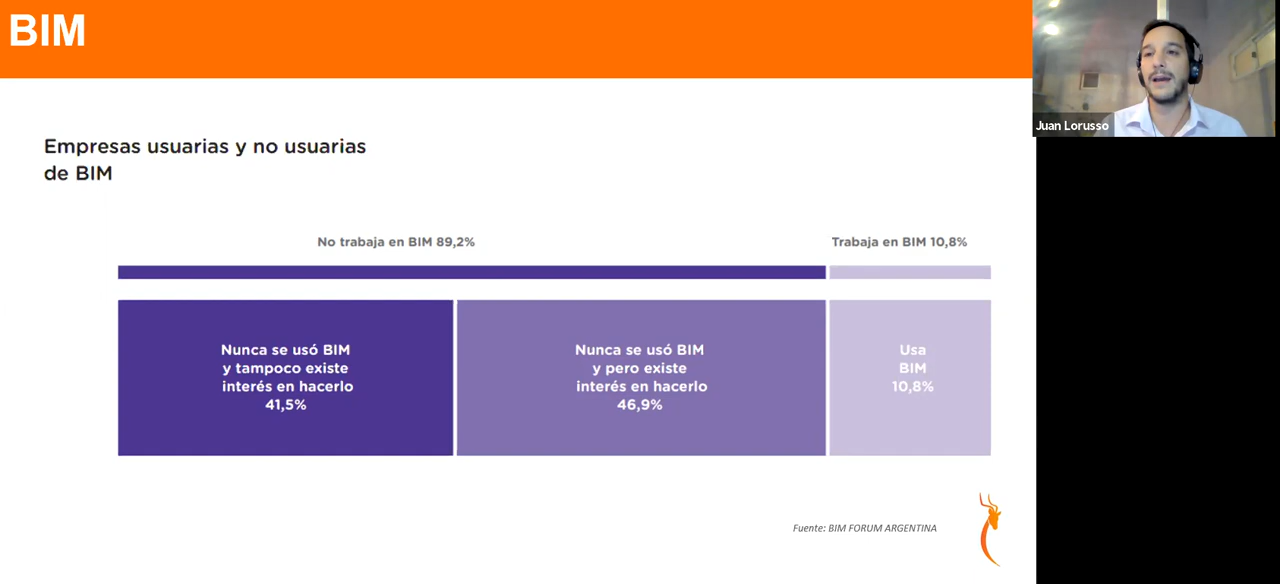 BIM
Juan Lorusso
Empresas usuarias y no usuarias
de BIM
No trabaja en BIM 89,2%
Trabaja en BIM 10,8%
Nunca se usó BIM
y tampoco existe
interés en hacerlo
41,5%
Nunca se usó BIM
y pero existe
interés en hacerlo
46,9%
Usa
BIM
10,8%
Fuente: BIM FORUM ARGENTINA